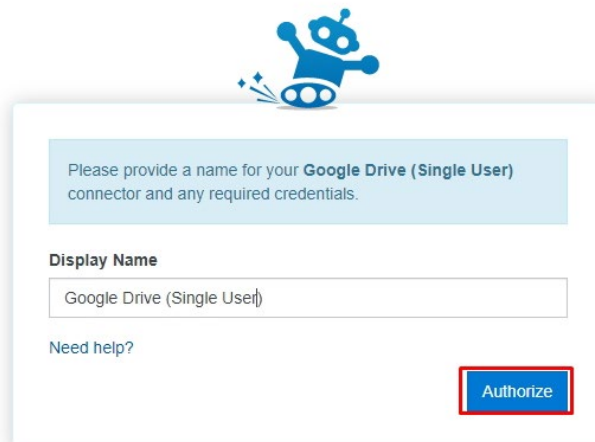 Please provide a name for your Google Drive (Single User)
connector and any required credentials.
Display Name
Google Drive (Single User)
Need help?
Authorize